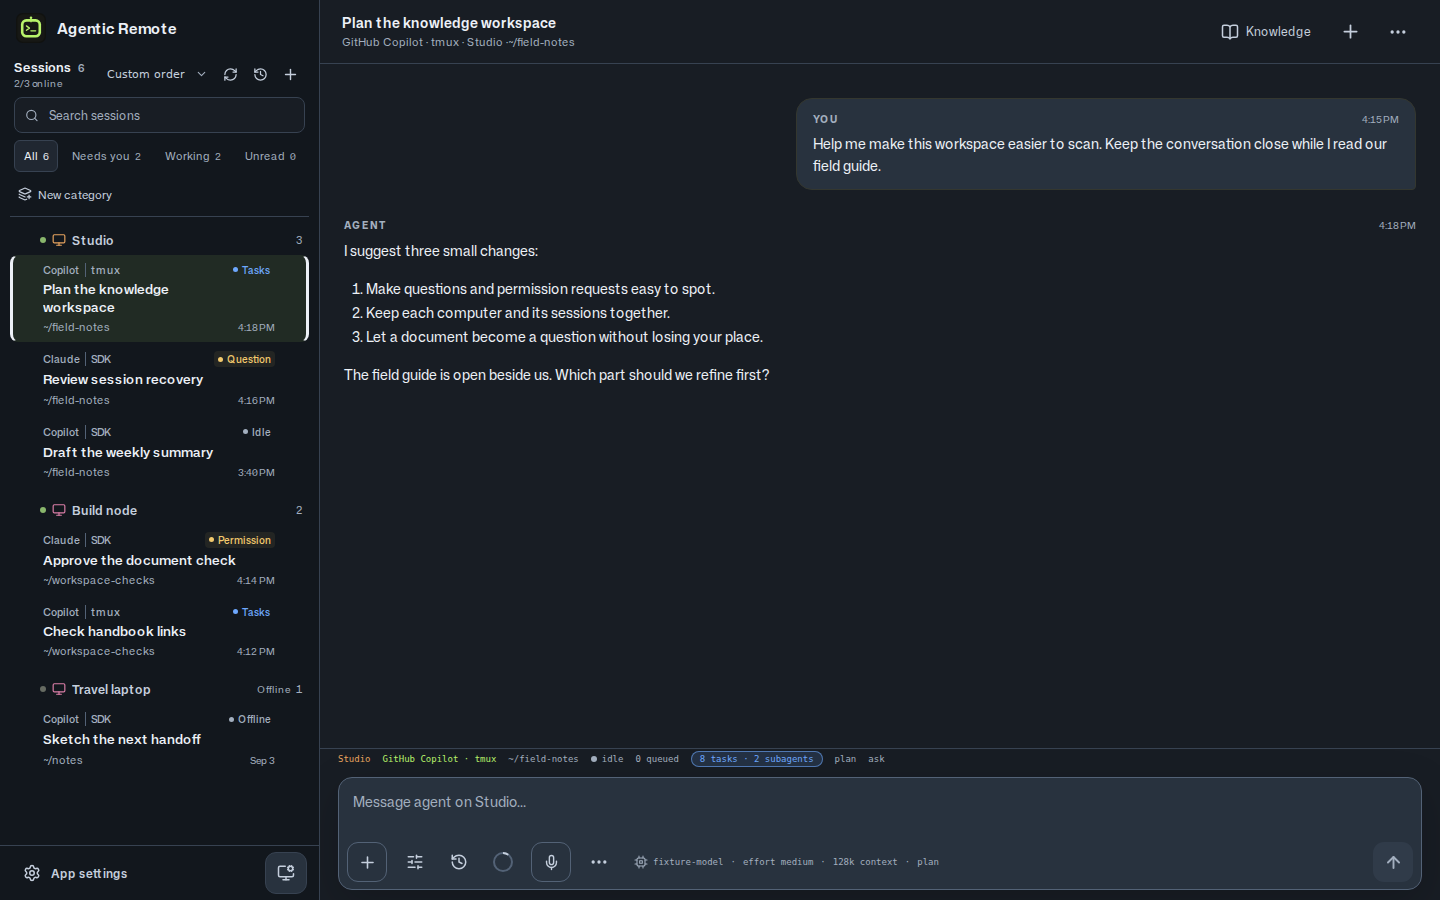 Agentic Remote
Sessions 6
2/3 online
Custom order
Search sessions
All 6
Needs you 2
Working 2
Unread 0
New category
Studio 3
Copilot | tmux
Tasks
Plan the knowledge
workspace
~/field-notes 4:18 PM
Claude | SDK
Question
Review session recovery
~/field-notes 4:16 PM
Copilot | SDK
Idle
Draft the weekly summary
~/field-notes 3:40 PM
Build node 2
Claude | SDK
Permission
Approve the document check
~/workspace-checks 4:14 PM
Copilot | tmux
Tasks
Check handbook links
~/workspace-checks 4:12 PM
Travel laptop Offline 1
Copilot | SDK
Offline
Sketch the next handoff
~/notes Sep 3
App settings
Plan the knowledge workspace
GitHub Copilot · tmux · Studio · ~/field-notes
Knowledge
YOU 4:15 PM
Help me make this workspace easier to scan. Keep the conversation close while I read our
field guide.
AGENT 4:18 PM
I suggest three small changes:
1. Make questions and permission requests easy to spot.
2. Keep each computer and its sessions together.
3. Let a document become a question without losing your place.
The field guide is open beside us. Which part should we refine first?
Studio GitHub Copilot · tmux ~/field-notes idle 0 queued 8 tasks · 2 subagents plan ask
Message agent on Studio...
fixture-model · effort medium · 128k context · plan